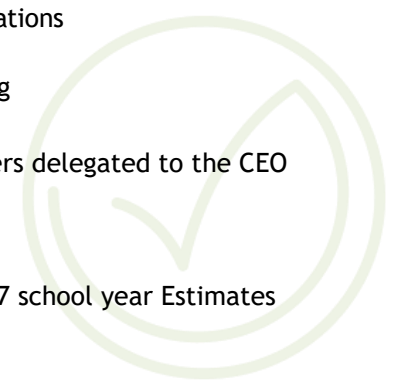 ations
g
ers delegated to the CEO
7 school year Estimates